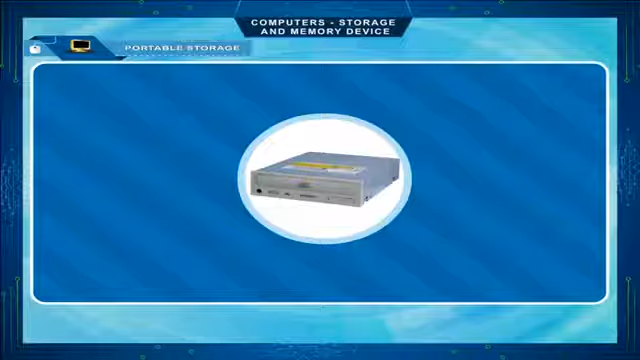 COMPUTERS - STORAGE
AND MEMORY DEVICE
PORTABLE STORAGE